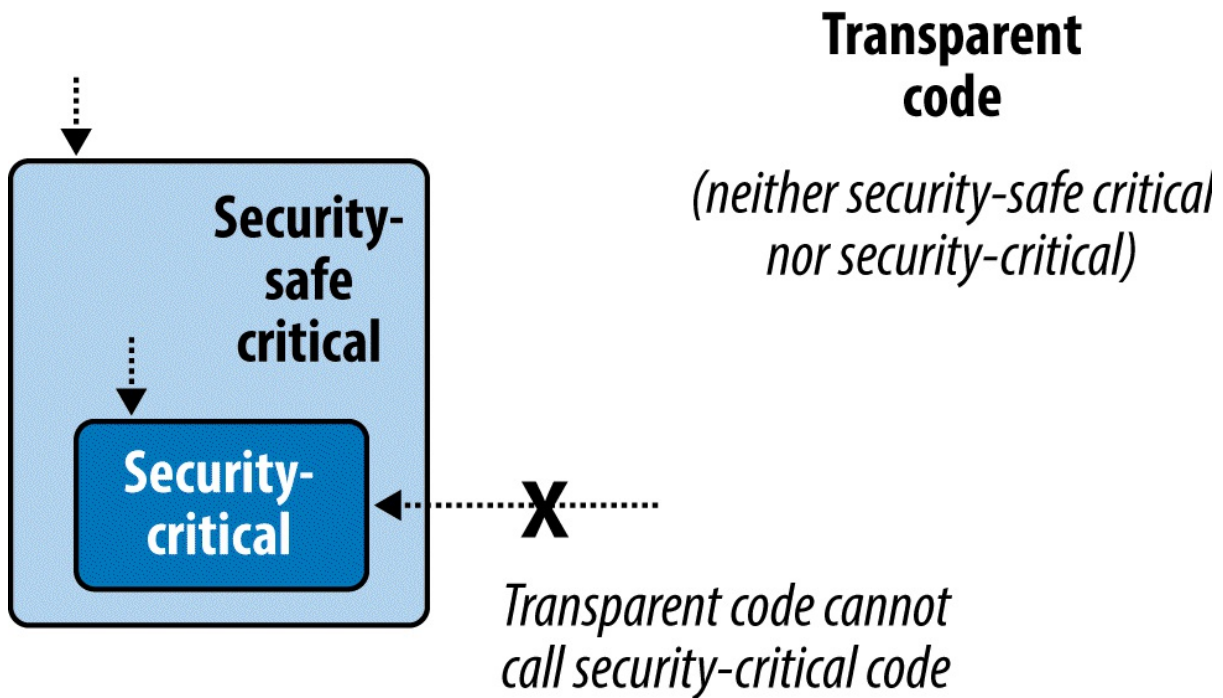 Transparent
code
(neither security-safe critical
nor security-critical)
Security-
safe
critical
Security-
critical
X
Transparent code cannot
call security-critical code